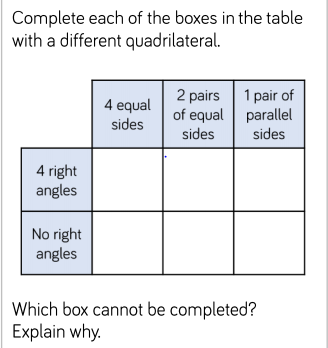 Complete each of the boxes in the table
with a different quadrilateral.
4 equal
sides
2 pairs
of equal
sides
1 pair of
parallel
sides
4 right
angles
No right
angles
Which box cannot be completed?
Explain why.